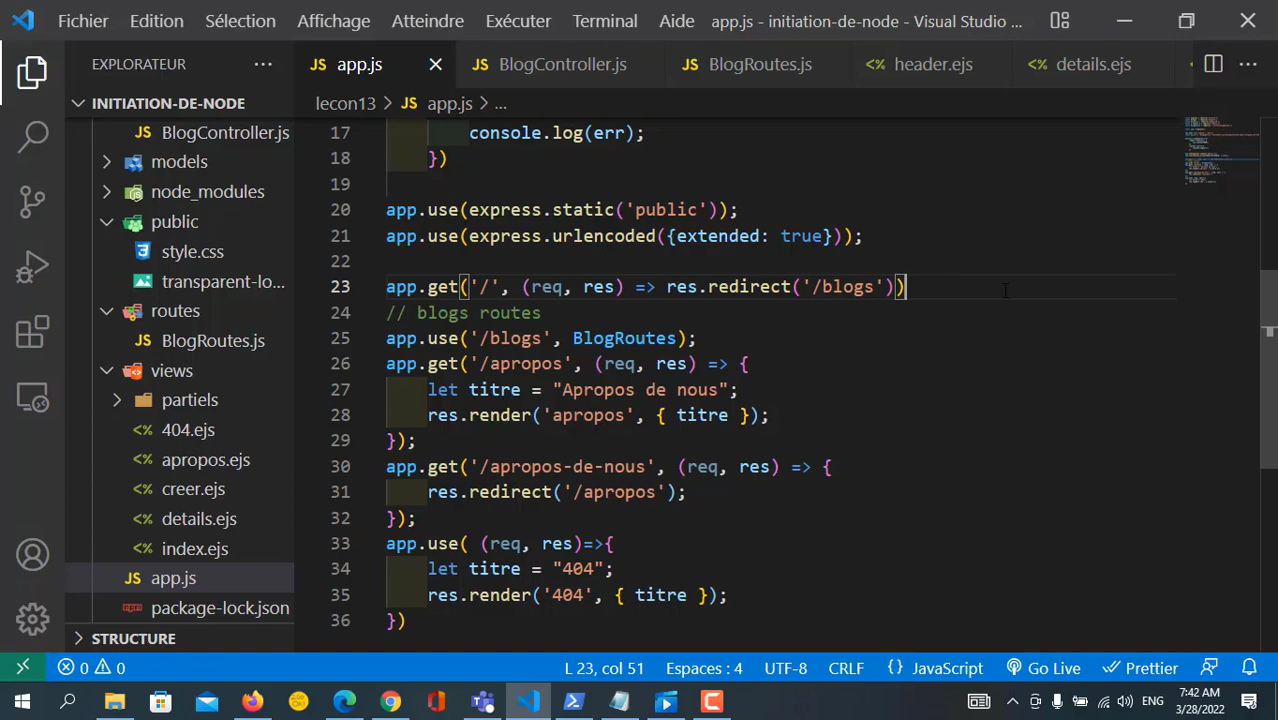 Fichier Edition Sélection Affichage Atteindre Exécuter Terminal Aide app.js - initiation-de-node - Visual Studio ...
EXPLORATEUR ...
JS app.js × JS BlogController.js JS BlogRoutes.js <> header.ejs <> details.ejs ...
lecon13 > JS app.js > ...
INITIATION-DE-NODE
JS BlogController.js
models
node_modules
public
style.css
transparent-lo...
routes
JS BlogRoutes.js
views
partiels
<> 404.ejs
<> apropos.ejs
<> creer.ejs
<> details.ejs
<> index.ejs
JS app.js
package-lock.json
STRUCTURE
17 console.log(err);
18 })
19
20 app.use(express.static('public'));
21 app.use(express.urlencoded({extended: true}));
22
23 app.get('/', (req, res) => res.redirect('/blogs'))
24 // blogs routes
25 app.use('/blogs', BlogRoutes);
26 app.get('/apropos', (req, res) => {
27 let titre = "Apropos de nous";
28 res.render('apropos', { titre });
29 });
30 app.get('/apropos-de-nous', (req, res) => {
31 res.redirect('/apropos');
32 });
33 app.use( (req, res)=>{
34 let titre = "404";
35 res.render('404', { titre });
36 })
0 0 L 23, col 51 Espaces : 4 UTF-8 CRLF {} JavaScript Go Live Prettier
ENG 7:42 AM
3/28/2022